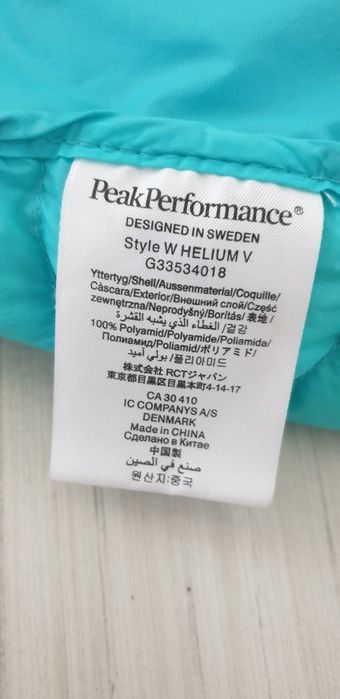 PeakPerformance®
DESIGNED IN SWEDEN
Style W HELIUM V
G33534018
Yttertyg/Shell/Aussenmaterial/Coquille/
Càscara/Exterior/Внешний слой/Część
zewnętrzna/Neprodyšný/Borítás/表地/
الغطاء الذي يشبه القشرة/겉감
100% Polyamid/Polyamide/Poliamida/
Полиамид/Poliamid/ポリアミド/
بولي أميد/폴리아미드
株式会社 RCTジャパン
東京都目黒区目黒本町4-14-17
CA 30 410
IC COMPANYS A/S
DENMARK
Made in CHINA
Сделано в Китае
中国製
صنع في الصين
원산지:중국